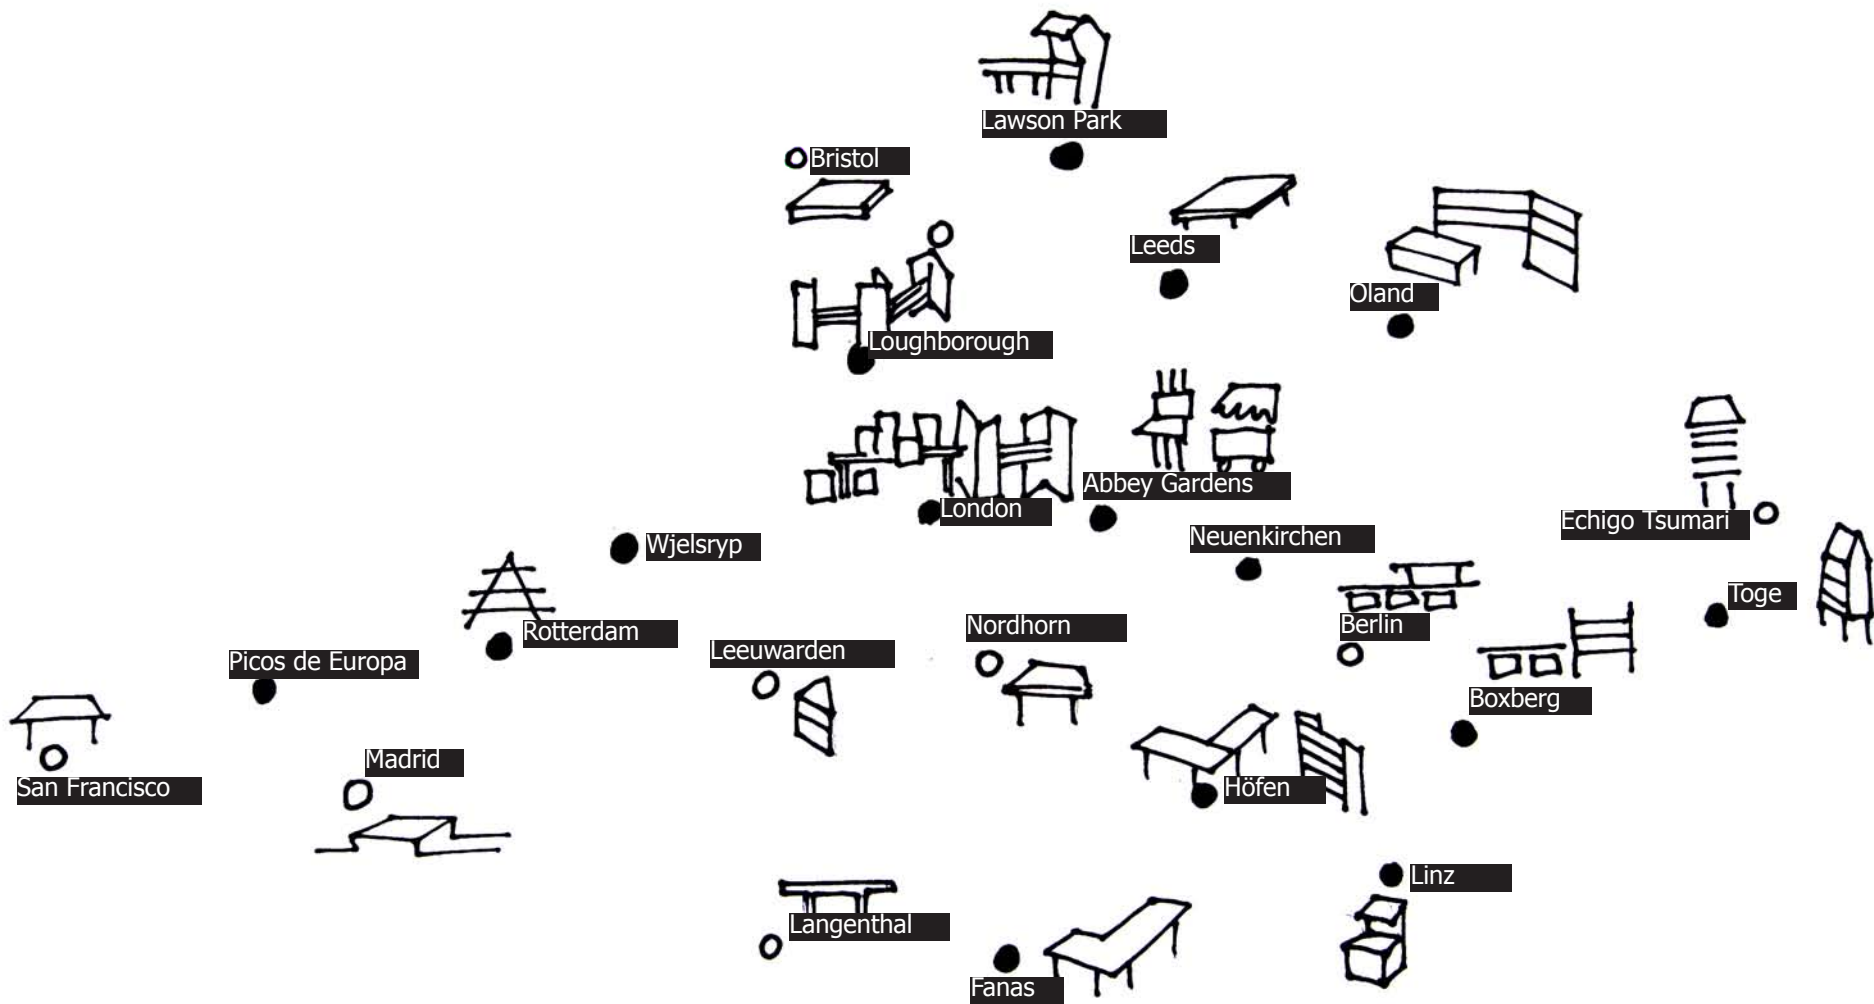 Lawson Park
Bristol
Leeds
Oland
Loughborough
Abbey Gardens
London
Echigo Tsumari
Neuenkirchen
Wjelsryp
Toge
Rotterdam
Nordhorn
Berlin
Leeuwarden
Picos de Europa
Boxberg
Madrid
San Francisco
Höfen
Linz
Langenthal
Fanas